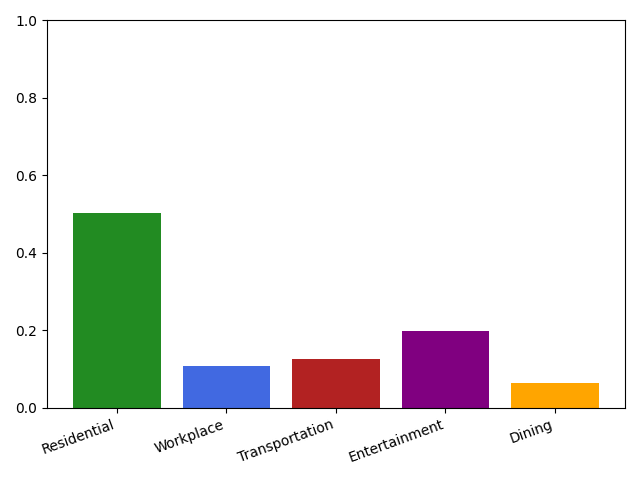 1.0
0.8
0.6
0.4
0.2
0.0
Residential
Workplace
Transportation
Entertainment
Dining